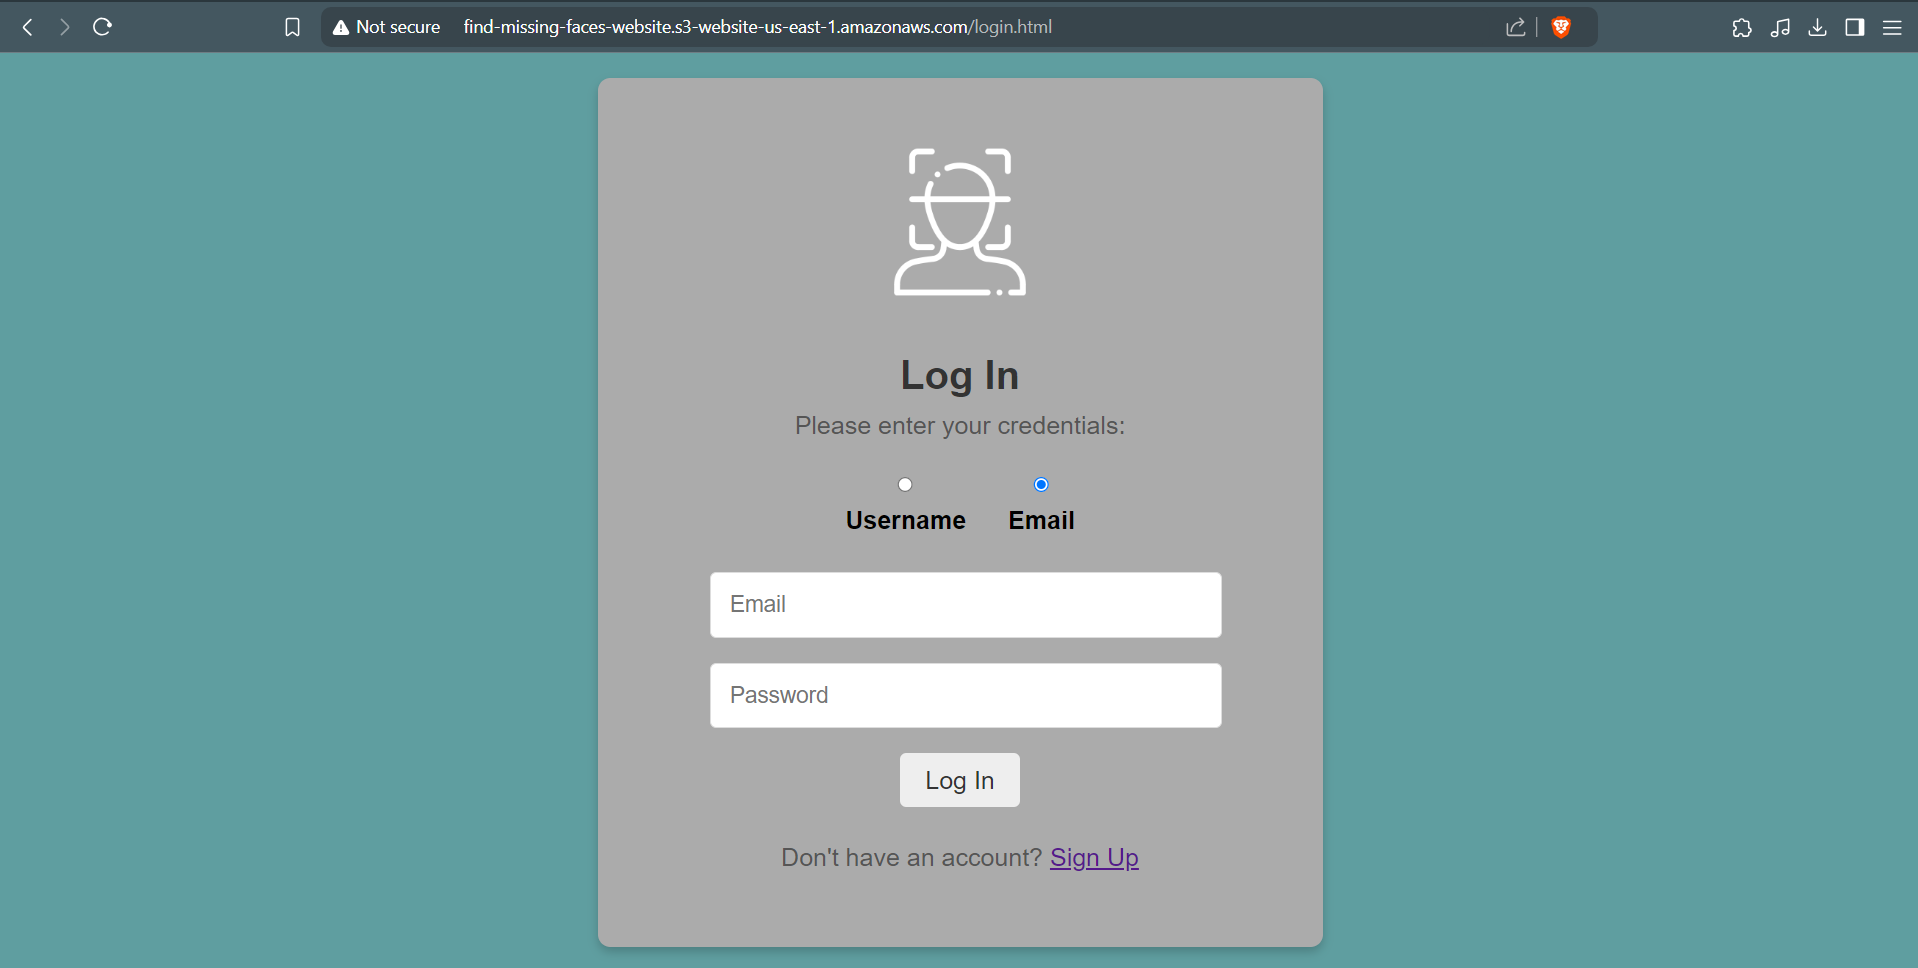 Not secure find-missing-faces-website.s3-website-us-east-1.amazonaws.com/login.html
Log In
Please enter your credentials:
Username Email
Email
Password
Log In
Don't have an account? Sign Up